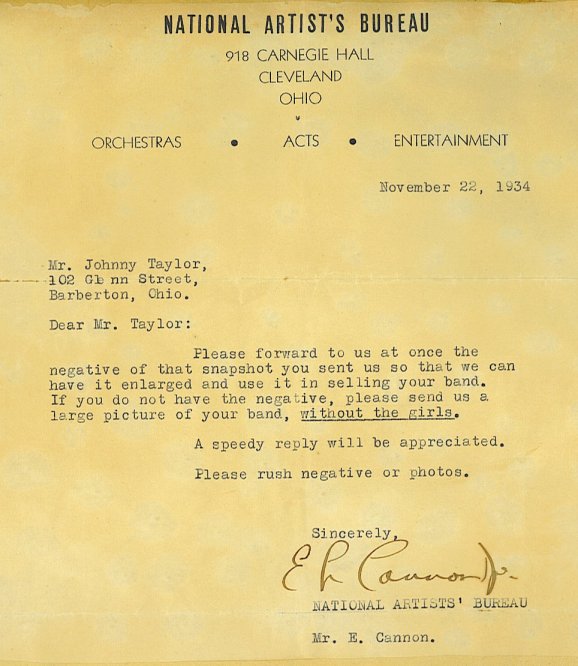 NATIONAL ARTIST'S BUREAU
918 CARNEGIE HALL
CLEVELAND
OHIO
ORCHESTRAS • ACTS • ENTERTAINMENT
November 22, 1934
Mr. Johnny Taylor,
102 Glenn Street,
Barberton, Ohio.
Dear Mr. Taylor:
Please forward to us at once the
negative of that snapshot you sent us so that we can
have it enlarged and use it in selling your band.
If you do not have the negative, please send us a
large picture of your band, without the girls.
A speedy reply will be appreciated.
Please rush negative or photos.
Sincerely,
E L Cannon Jr.
NATIONAL ARTISTS' BUREAU
Mr. E. Cannon.